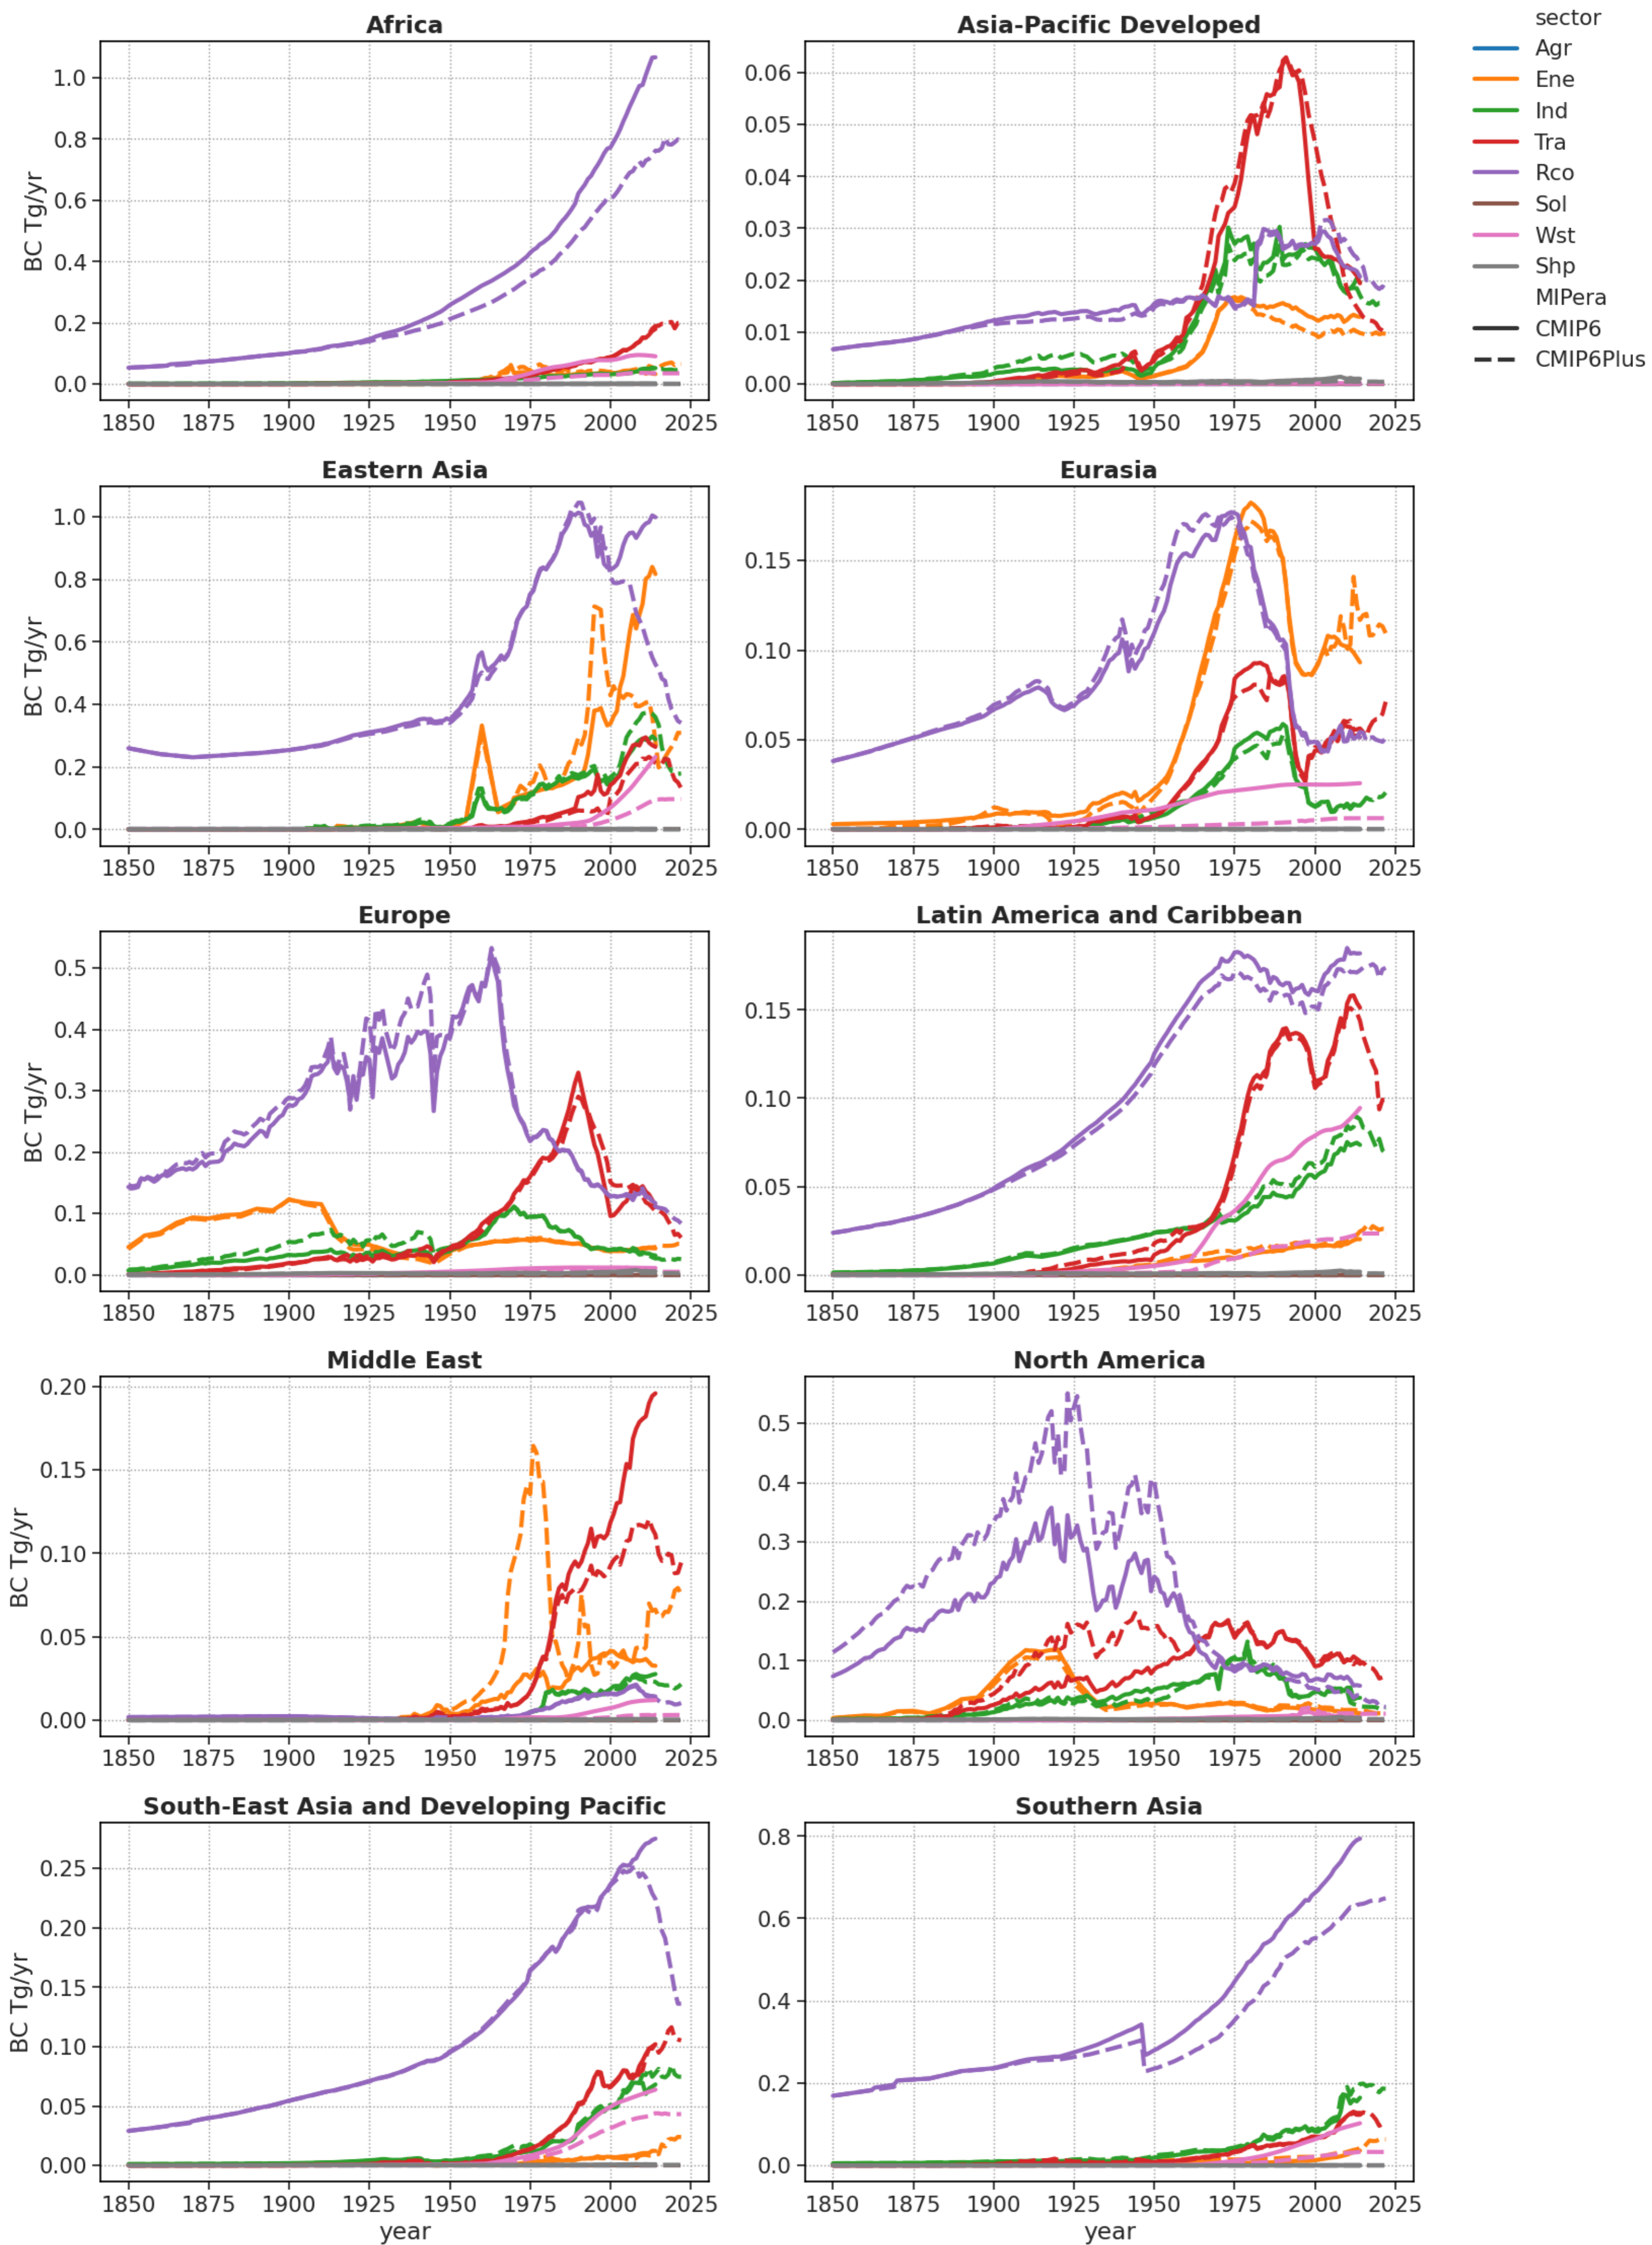 Africa
1.0
0.8
0.6
0.4
0.2
0.0
BC Tg/yr
1850 1875 1900 1925 1950 1975 2000 2025
Asia-Pacific Developed
0.06
0.05
0.04
0.03
0.02
0.01
0.00
1850 1875 1900 1925 1950 1975 2000 2025
sector
Agr
Ene
Ind
Tra
Rco
Sol
Wst
Shp
MIPera
CMIP6
CMIP6Plus
Eastern Asia
1.0
0.8
0.6
0.4
0.2
0.0
BC Tg/yr
1850 1875 1900 1925 1950 1975 2000 2025
Eurasia
0.15
0.10
0.05
0.00
1850 1875 1900 1925 1950 1975 2000 2025
Europe
0.5
0.4
0.3
0.2
0.1
0.0
BC Tg/yr
1850 1875 1900 1925 1950 1975 2000 2025
Latin America and Caribbean
0.15
0.10
0.05
0.00
1850 1875 1900 1925 1950 1975 2000 2025
Middle East
0.20
0.15
0.10
0.05
0.00
BC Tg/yr
1850 1875 1900 1925 1950 1975 2000 2025
North America
0.5
0.4
0.3
0.2
0.1
0.0
1850 1875 1900 1925 1950 1975 2000 2025
South-East Asia and Developing Pacific
0.25
0.20
0.15
0.10
0.05
0.00
BC Tg/yr
1850 1875 1900 1925 1950 1975 2000 2025
year
Southern Asia
0.8
0.6
0.4
0.2
0.0
1850 1875 1900 1925 1950 1975 2000 2025
year